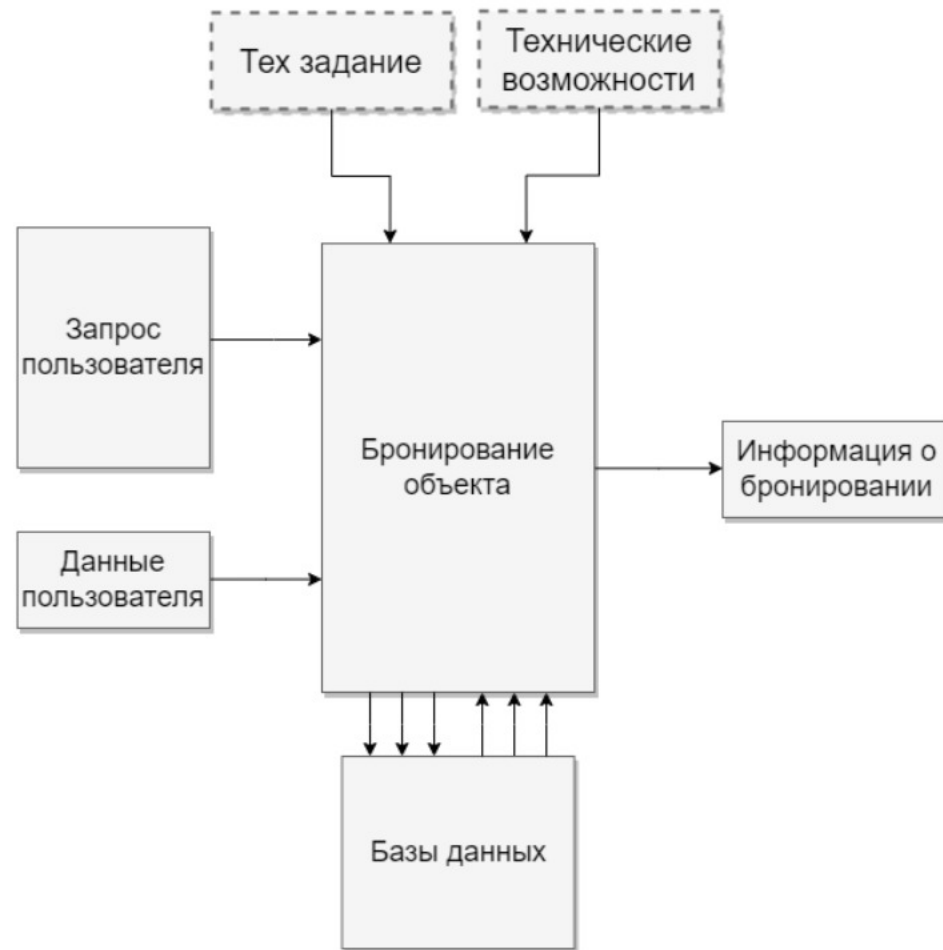 Тех задание
Технические
возможности
Запрос
пользователя
Бронирование
объекта
Информация о
бронировании
Данные
пользователя
Базы данных